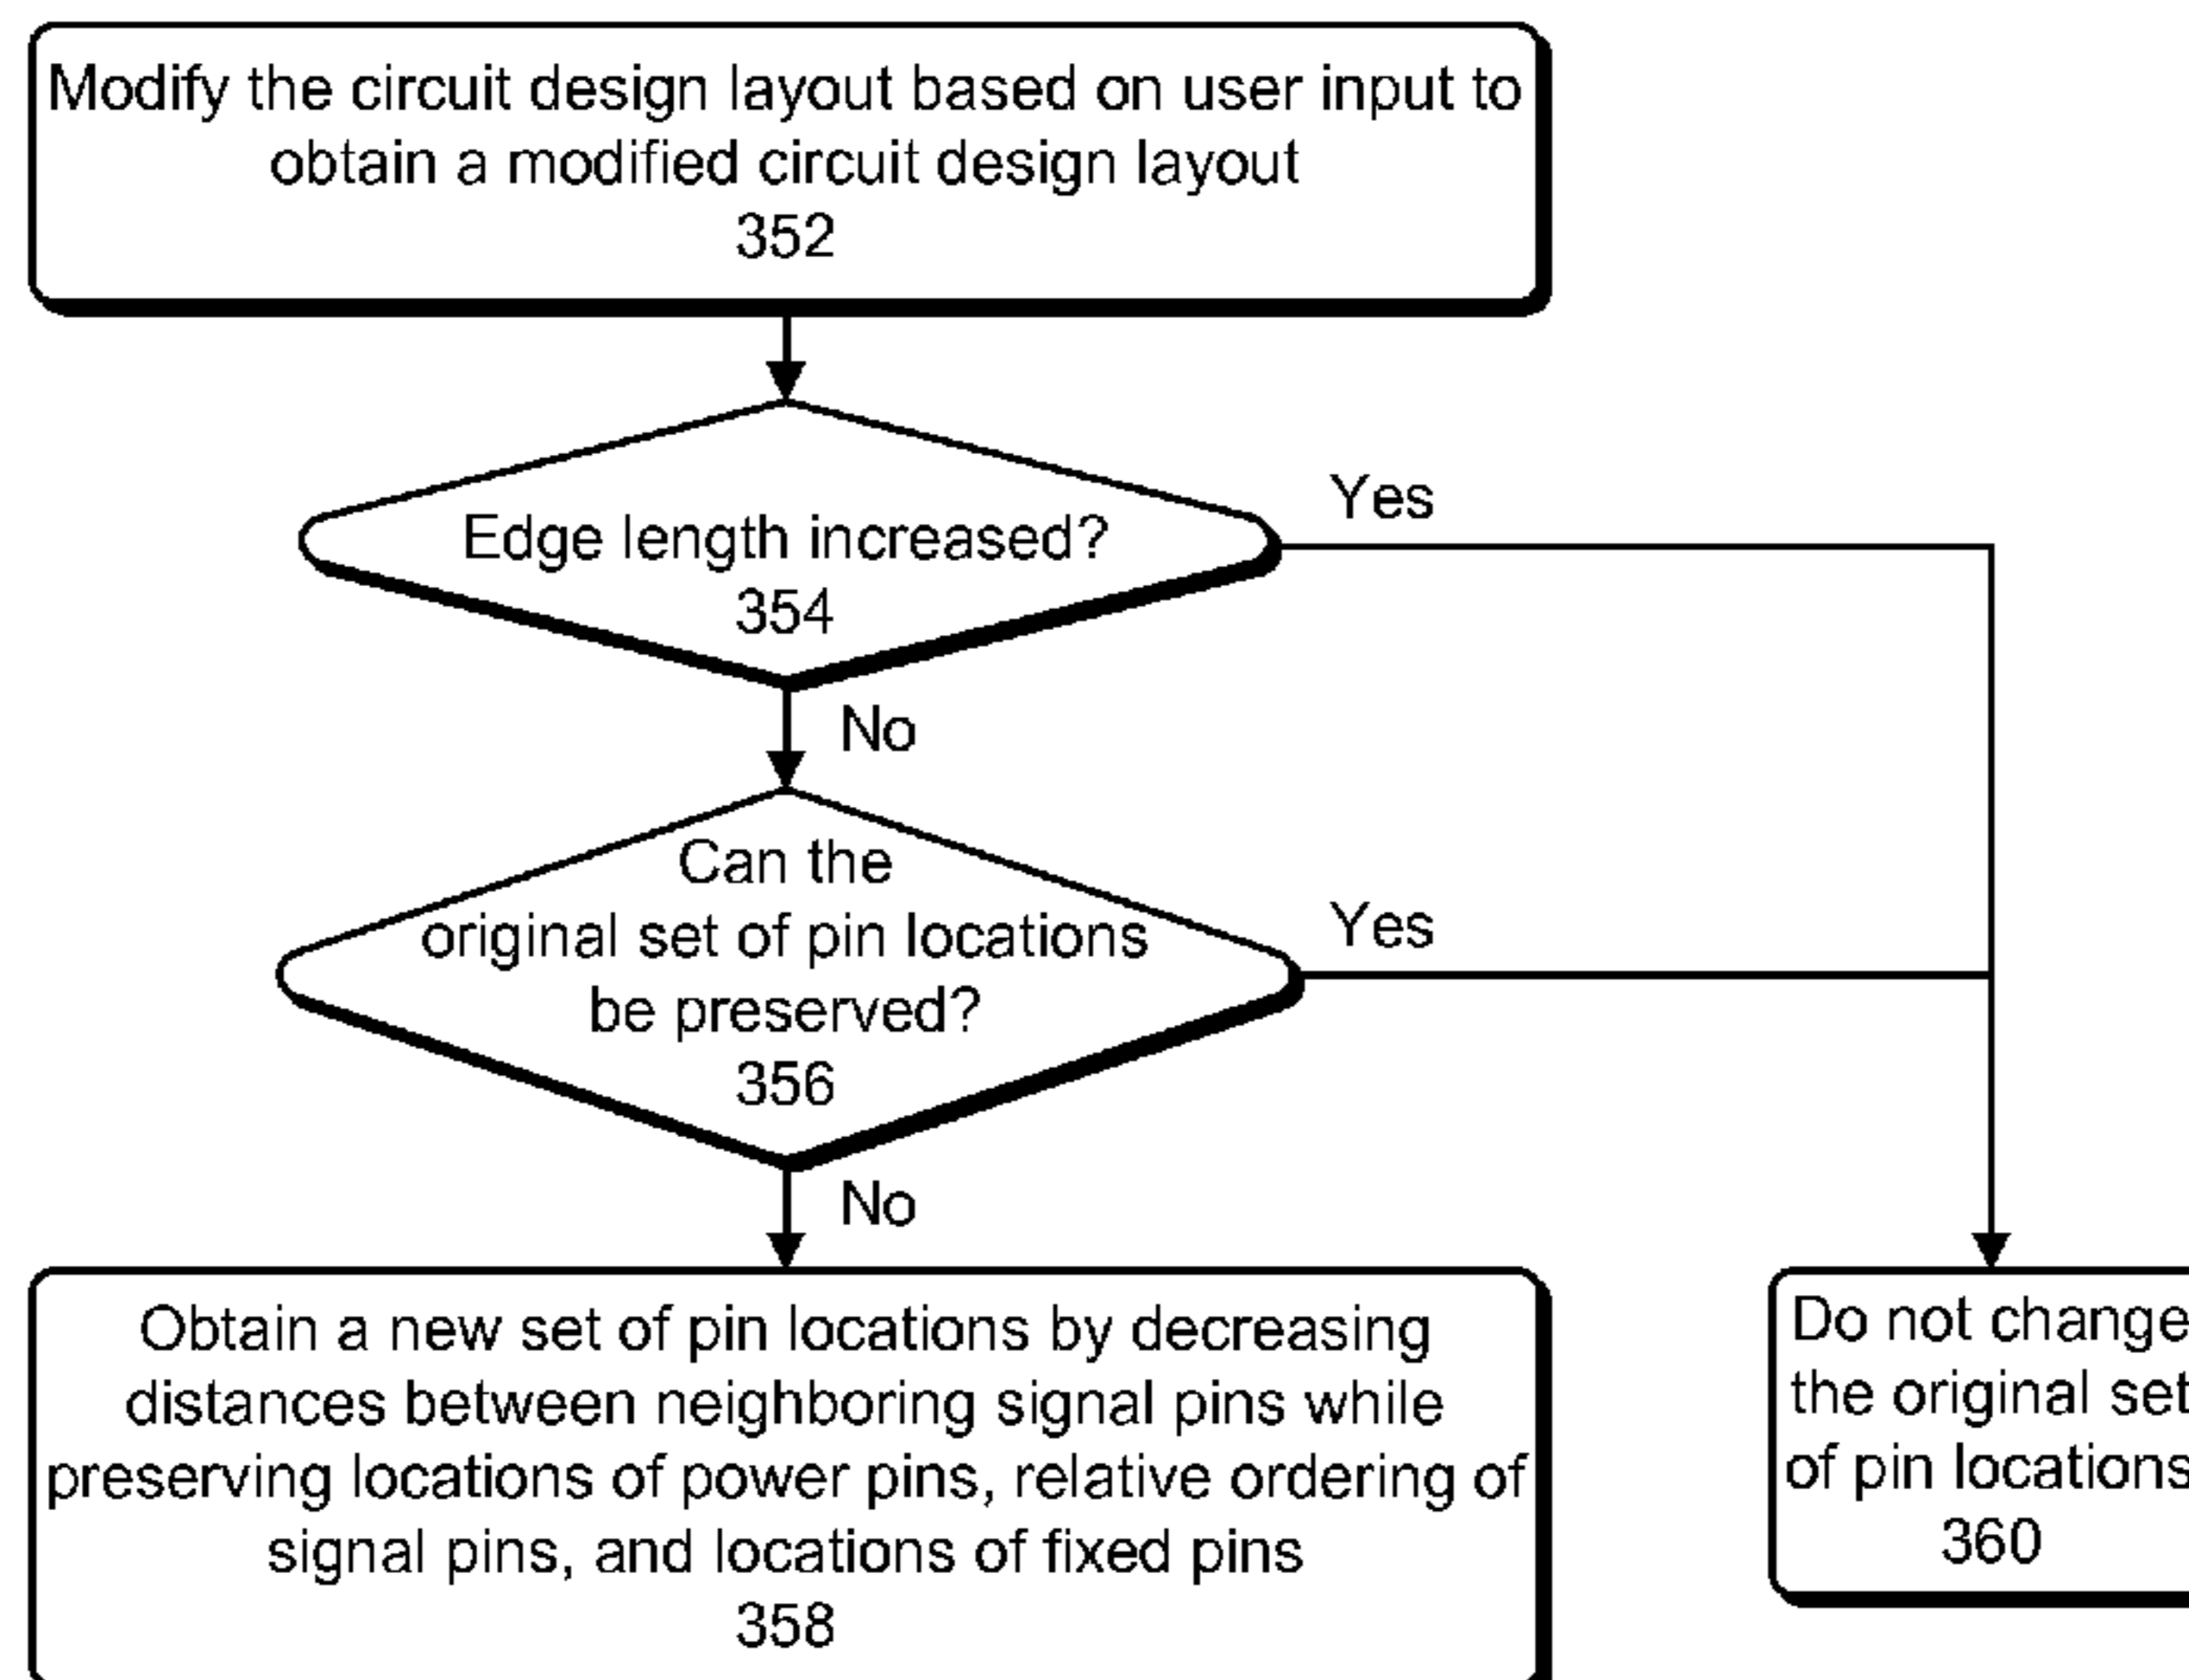 Modify the circuit design layout based on user input to
obtain a modified circuit design layout
352
Edge length increased?
354
Yes
No
Can the
original set of pin locations
be preserved?
356
Yes
No
Obtain a new set of pin locations by decreasing
distances between neighboring signal pins while
preserving locations of power pins, relative ordering of
signal pins, and locations of fixed pins
358
Do not change
the original set
of pin locations
360